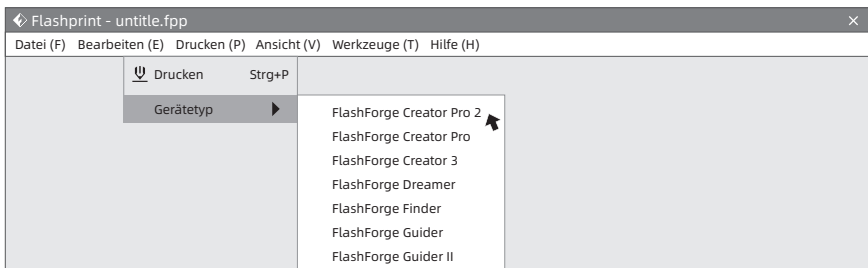 Flashprint - untitle.fpp
Datei (F) Bearbeiten (E) Drucken (P) Ansicht (V) Werkzeuge (T) Hilfe (H)
Drucken Strg+P
Gerätetyp
FlashForge Creator Pro 2
FlashForge Creator Pro
FlashForge Creator 3
FlashForge Dreamer
FlashForge Finder
FlashForge Guider
FlashForge Guider II